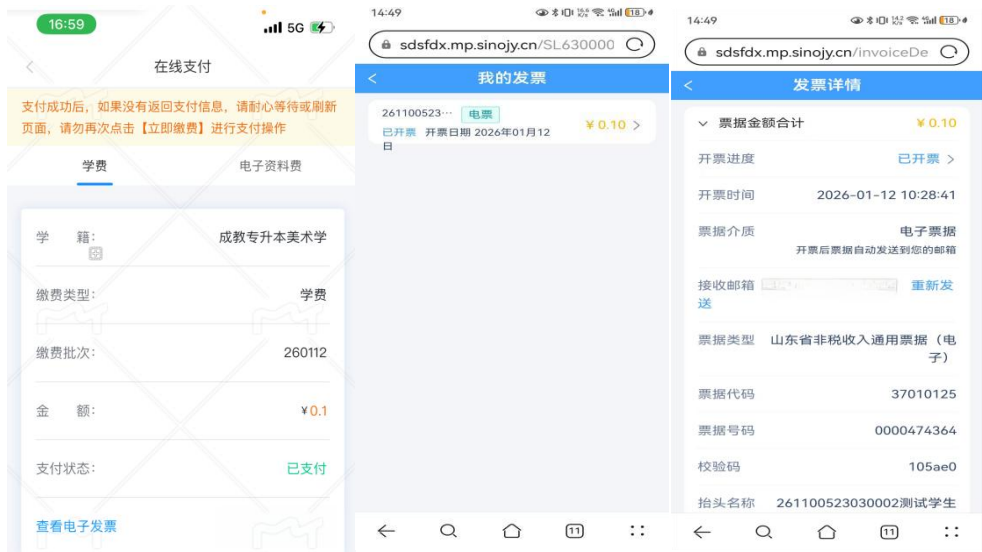 16:59
5G
在线支付
支付成功后，如果没有返回支付信息，请耐心等待或刷新
页面，请勿再次点击【立即缴费】进行支付操作
学费
电子资料费
学 籍：
成教专升本美术学
缴费类型：
学费
缴费批次：
260112
金 额：
¥0.1
支付状态：
已支付
查看电子发票
14:49
18
sdsfdx.mp.sinojy.cn/SL630000
我的发票
261100523··· 电票
已开票 开票日期 2026年01月12
日
¥ 0.10
11
14:49
18
sdsfdx.mp.sinojy.cn/invoiceDe
发票详情
票据金额合计
¥ 0.10
开票进度
已开票
开票时间
2026-01-12 10:28:41
票据介质
电子票据
开票后票据自动发送到您的邮箱
接收邮箱 重新发
送
票据类型
山东省非税收入通用票据（电
子）
票据代码
37010125
票据号码
0000474364
校验码
105ae0
抬头名称
261100523030002测试学生
11